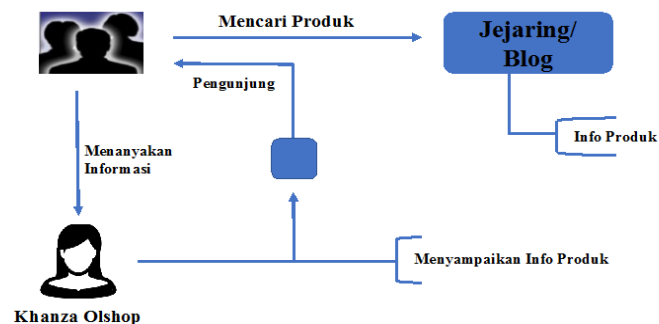 Mencari Produk
Jejaring/
Blog
Pengunjung
Info Produk
Menanyakan
Informasi
Menyampaikan Info Produk
Khanza Olshop